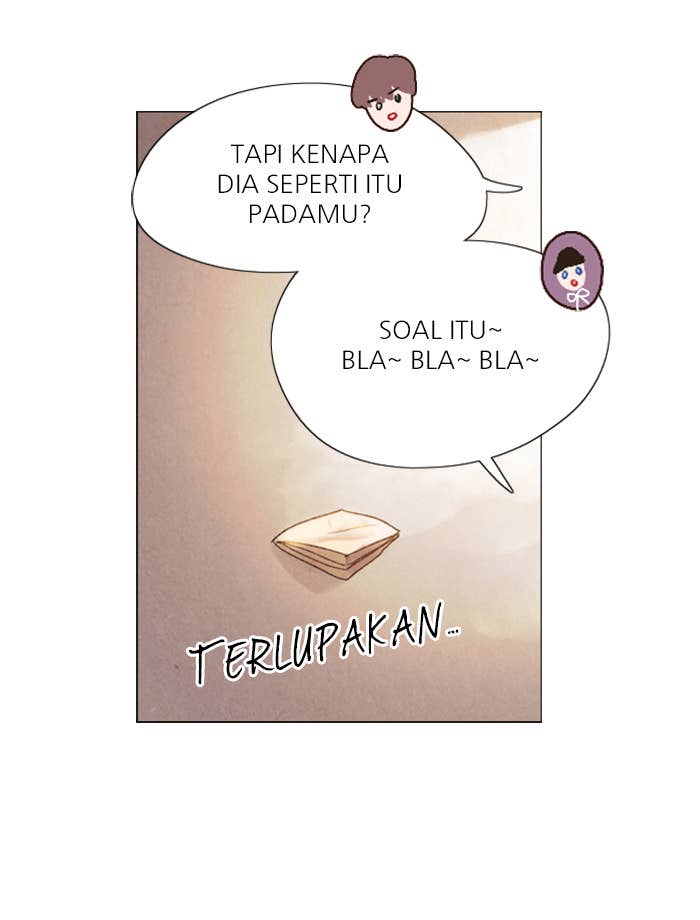 TAPI KENAPA
DIA SEPERTI ITU
PADAMU?
SOAL ITU~
BLA~ BLA~ BLA~
TERLUPAKAN...